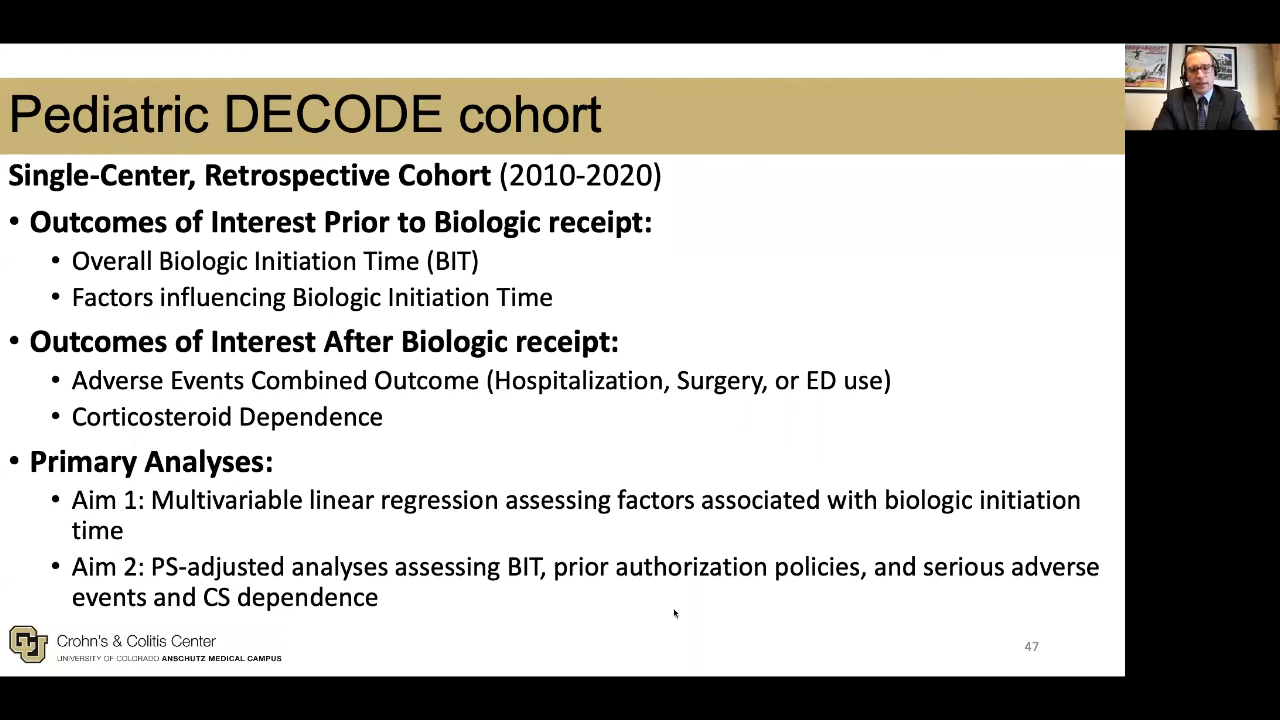 Pediatric DECODE cohort
Single-Center, Retrospective Cohort (2010-2020)
• Outcomes of Interest Prior to Biologic receipt:
• Overall Biologic Initiation Time (BIT)
• Factors influencing Biologic Initiation Time
• Outcomes of Interest After Biologic receipt:
• Adverse Events Combined Outcome (Hospitalization, Surgery, or ED use)
• Corticosteroid Dependence
• Primary Analyses:
• Aim 1: Multivariable linear regression assessing factors associated with biologic initiation
time
• Aim 2: PS-adjusted analyses assessing BIT, prior authorization policies, and serious adverse
events and CS dependence
CU
Crohn's & Colitis Center
UNIVERSITY OF COLORADO ANSCHUTZ MEDICAL CAMPUS
47